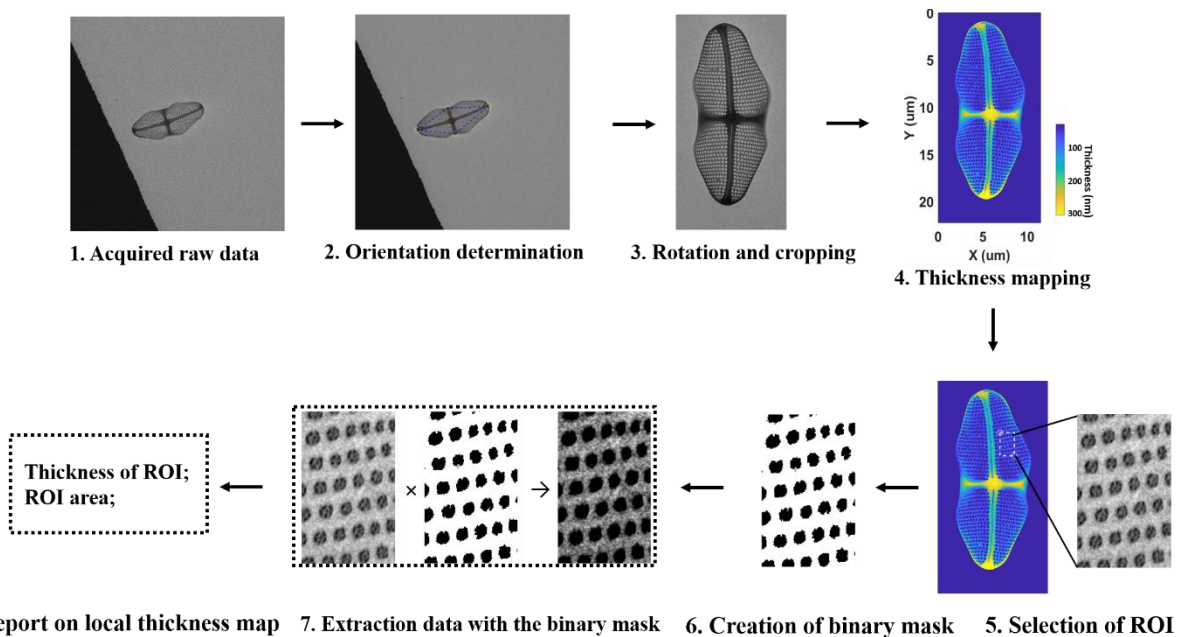 1. Acquired raw data
2. Orientation determination
3. Rotation and cropping
0
5
10
15
20
Y (um)
0 5 10
X (um)
100
200
300
Thickness (nm)
4. Thickness mapping
5. Selection of ROI
6. Creation of binary mask
×
→
7. Extraction data with the binary mask
Thickness of ROI;
ROI area;
eport on local thickness map